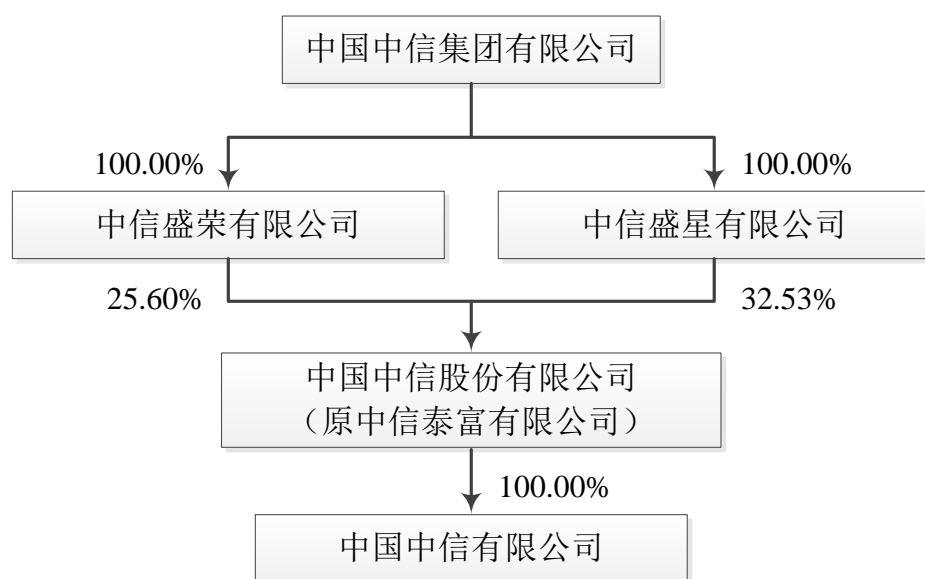 中国中信集团有限公司
100.00%
100.00%
中信盛荣有限公司
中信盛星有限公司
25.60%
32.53%
中国中信股份有限公司
（原中信泰富有限公司）
100.00%
中国中信有限公司